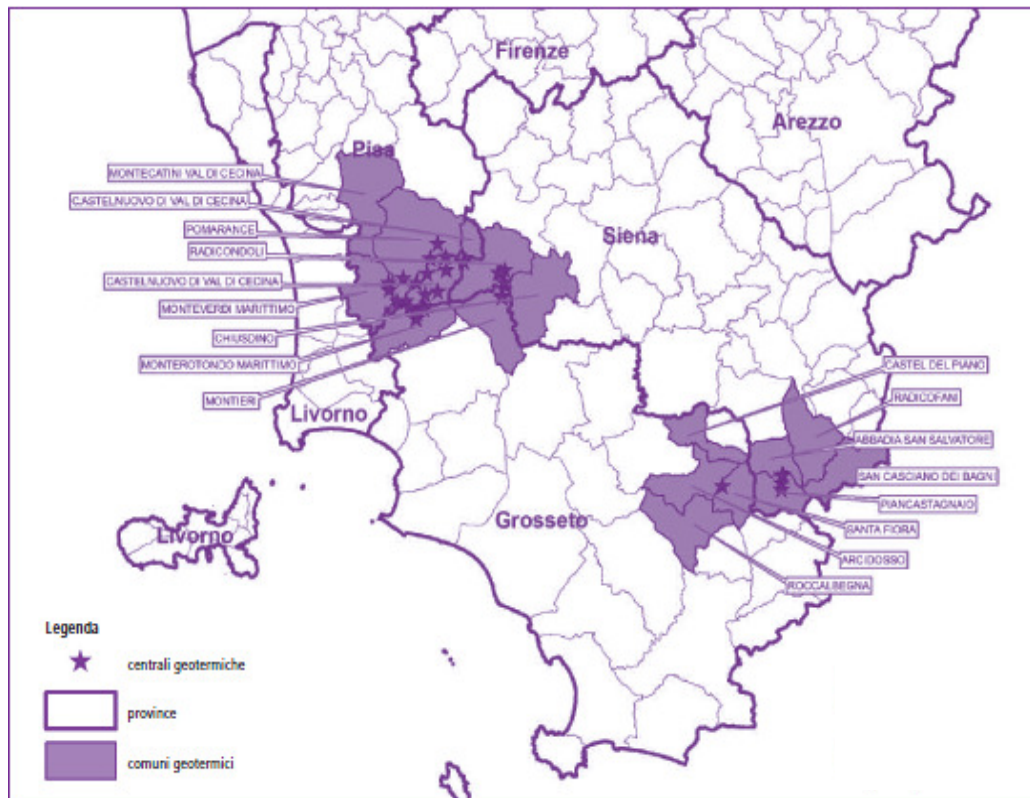 Firenze
Arezzo
Pisa
MONTECATINI VAL DI CECINA
CASTELNUOVO DI VAL DI CECINA
POMARANCE
Siena
RADICONDOLI
CASTELNUOVO DI VAL DI CECINA
MONTEVERDI MARITTIMO
CHIUSDINO
MONTEROTONDO MARITTIMO
CASTEL DEL PIANO
MONTIERI
RADICOFANI
Livorno
ABBADIA SAN SALVATORE
SAN CASCIANO DEI BAGNI
PIANCASTAGNAIO
Grosseto
SANTA FIORA
Livorno
ARCIDOSSO
ROCCALBEGNA
Legenda
centrali geotermiche
province
comuni geotermici